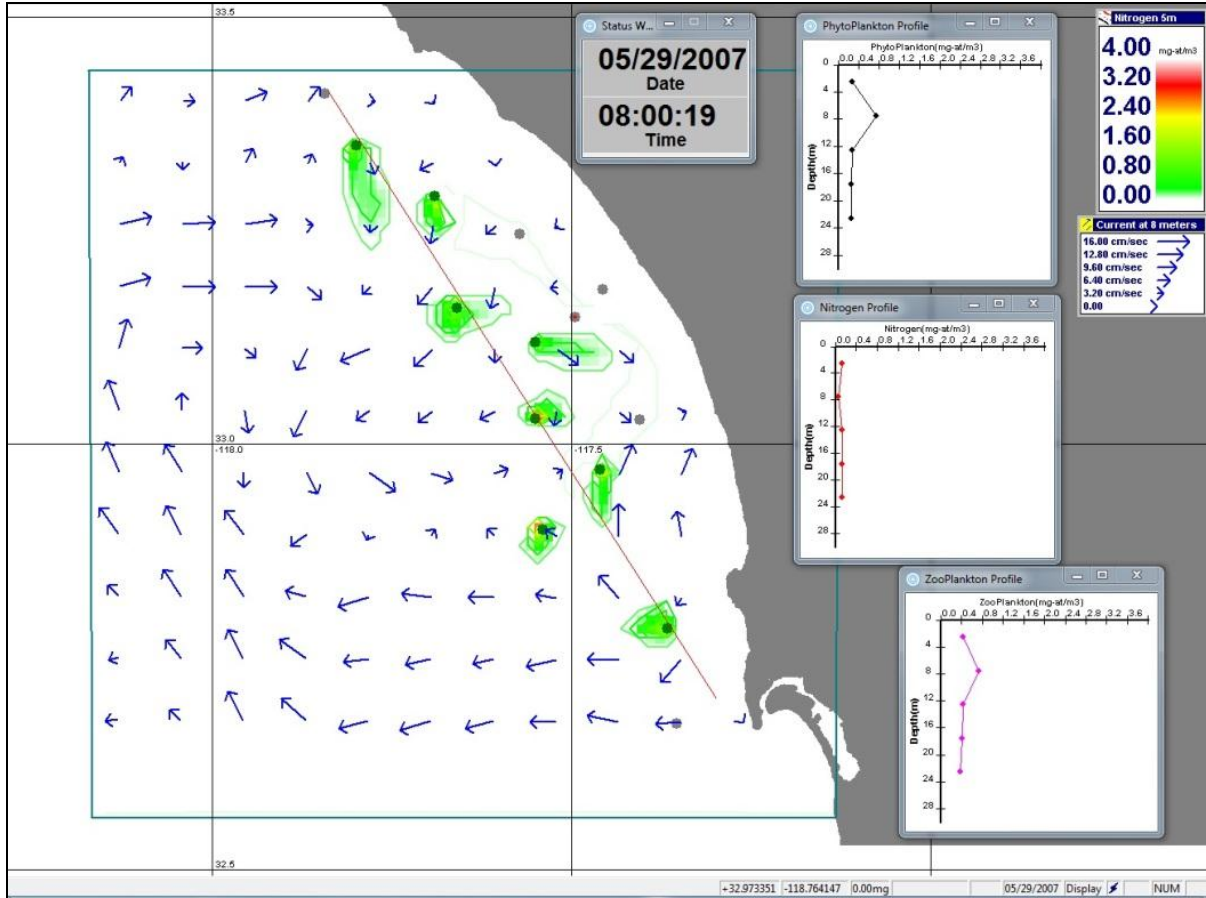 33.5
33.0
-118.0
-117.5
32.5
Status W...
05/29/2007
Date
08:00:19
Time
PhytoPlankton Profile
PhytoPlankton(mg-at/m3)
0.0 0.4 0.8 1.2 1.6 2.0 2.4 2.8 3.2 3.6
0
4
8
12
16
20
24
28
Depth(m)
Nitrogen Profile
Nitrogen(mg-at/m3)
0.0 0.4 0.8 1.2 1.6 2.0 2.4 2.8 3.2 3.6
0
4
8
12
16
20
24
28
Depth(m)
ZooPlankton Profile
ZooPlankton(mg-at/m3)
0.0 0.4 0.8 1.2 1.6 2.0 2.4 2.8 3.2 3.6
0
4
8
12
16
20
24
28
Depth(m)
Nitrogen 5m
4.00 mg-at/m3
3.20
2.40
1.60
0.80
0.00
Current at 8 meters
16.00 cm/sec
12.80 cm/sec
9.60 cm/sec
6.40 cm/sec
3.20 cm/sec
0.00
+32.973351 -118.764147 0.00mg 05/29/2007 Display NUM